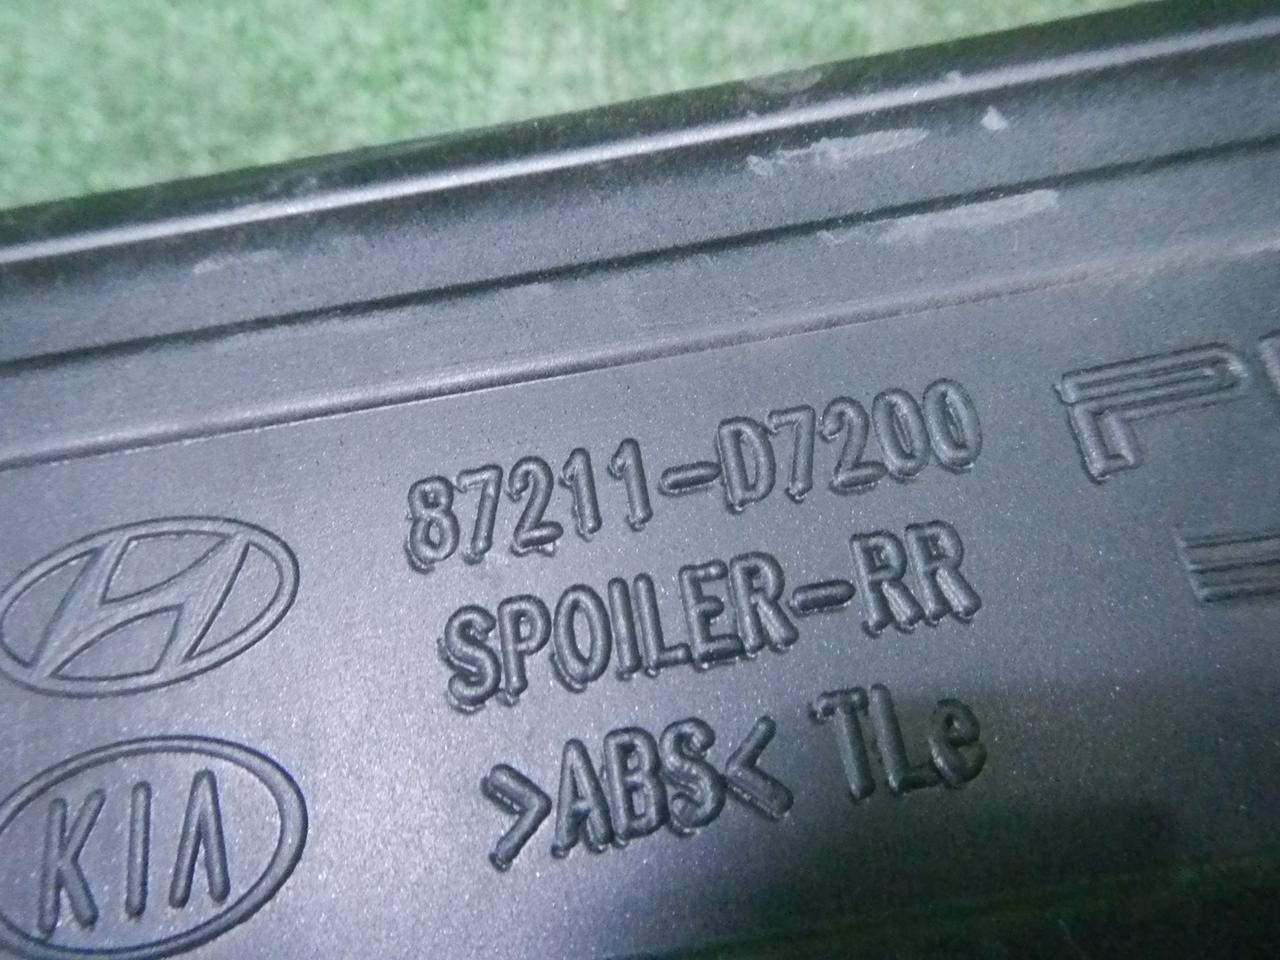 87211-D7200
SPOILER-RR
>ABS< TLe
KIA